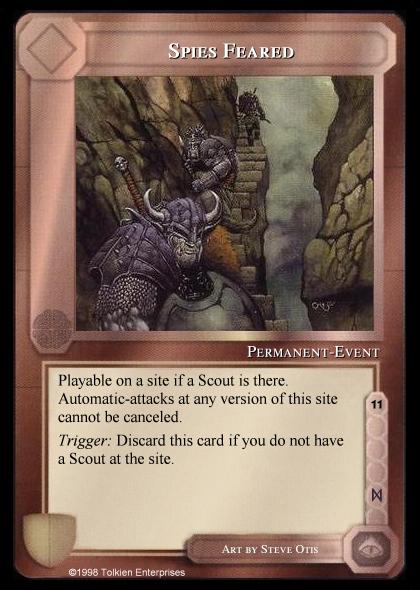 Spies Feared
Permanent-Event
Playable on a site if a Scout is there.
Automatic-attacks at any version of this site
cannot be canceled.
Trigger: Discard this card if you do not have
a Scout at the site.
11
Art by Steve Otis
©1998 Tolkien Enterprises